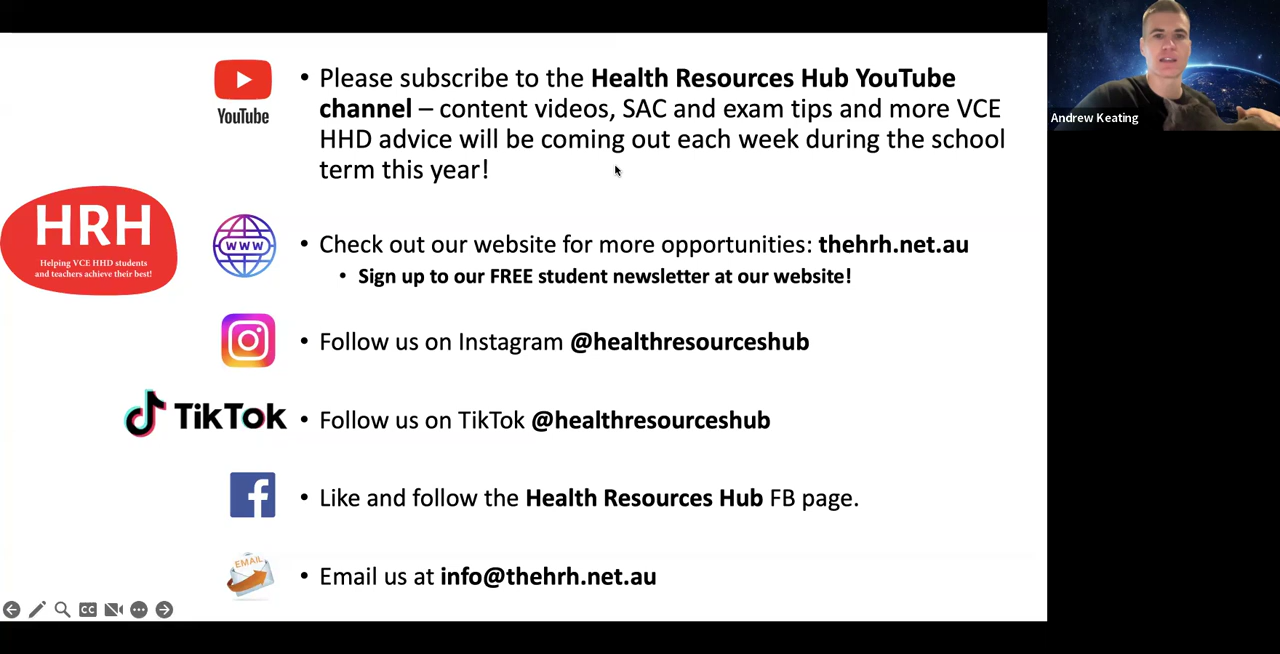 YouTube
• Please subscribe to the Health Resources Hub YouTube
channel – content videos, SAC and exam tips and more VCE
HHD advice will be coming out each week during the school
term this year!
HRH
Helping VCE HHD students
and teachers achieve their best!
WWW
• Check out our website for more opportunities: thehrh.net.au
• Sign up to our FREE student newsletter at our website!
• Follow us on Instagram @healthresourceshub
TikTok
• Follow us on TikTok @healthresourceshub
f
• Like and follow the Health Resources Hub FB page.
EMAIL
• Email us at info@thehrh.net.au
CC
Andrew Keating